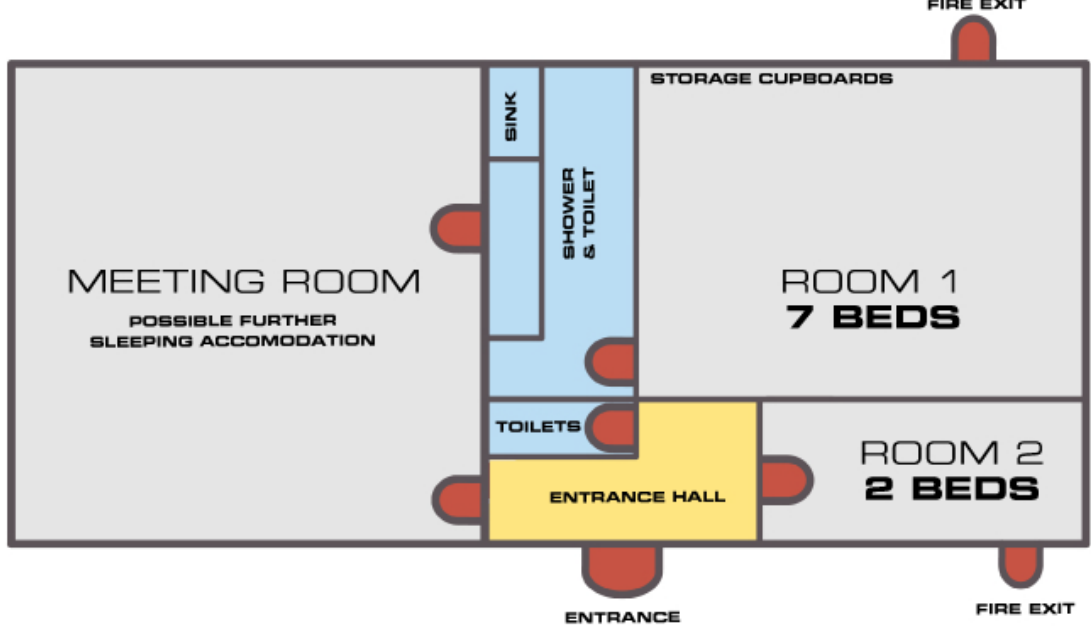 FIRE EXIT
STORAGE CUPBOARDS
SINK
SHOWER
& TOILET
MEETING ROOM
POSSIBLE FURTHER
SLEEPING ACCOMODATION
ROOM 1
7 BEDS
TOILETS
ENTRANCE HALL
ROOM 2
2 BEDS
ENTRANCE
FIRE EXIT